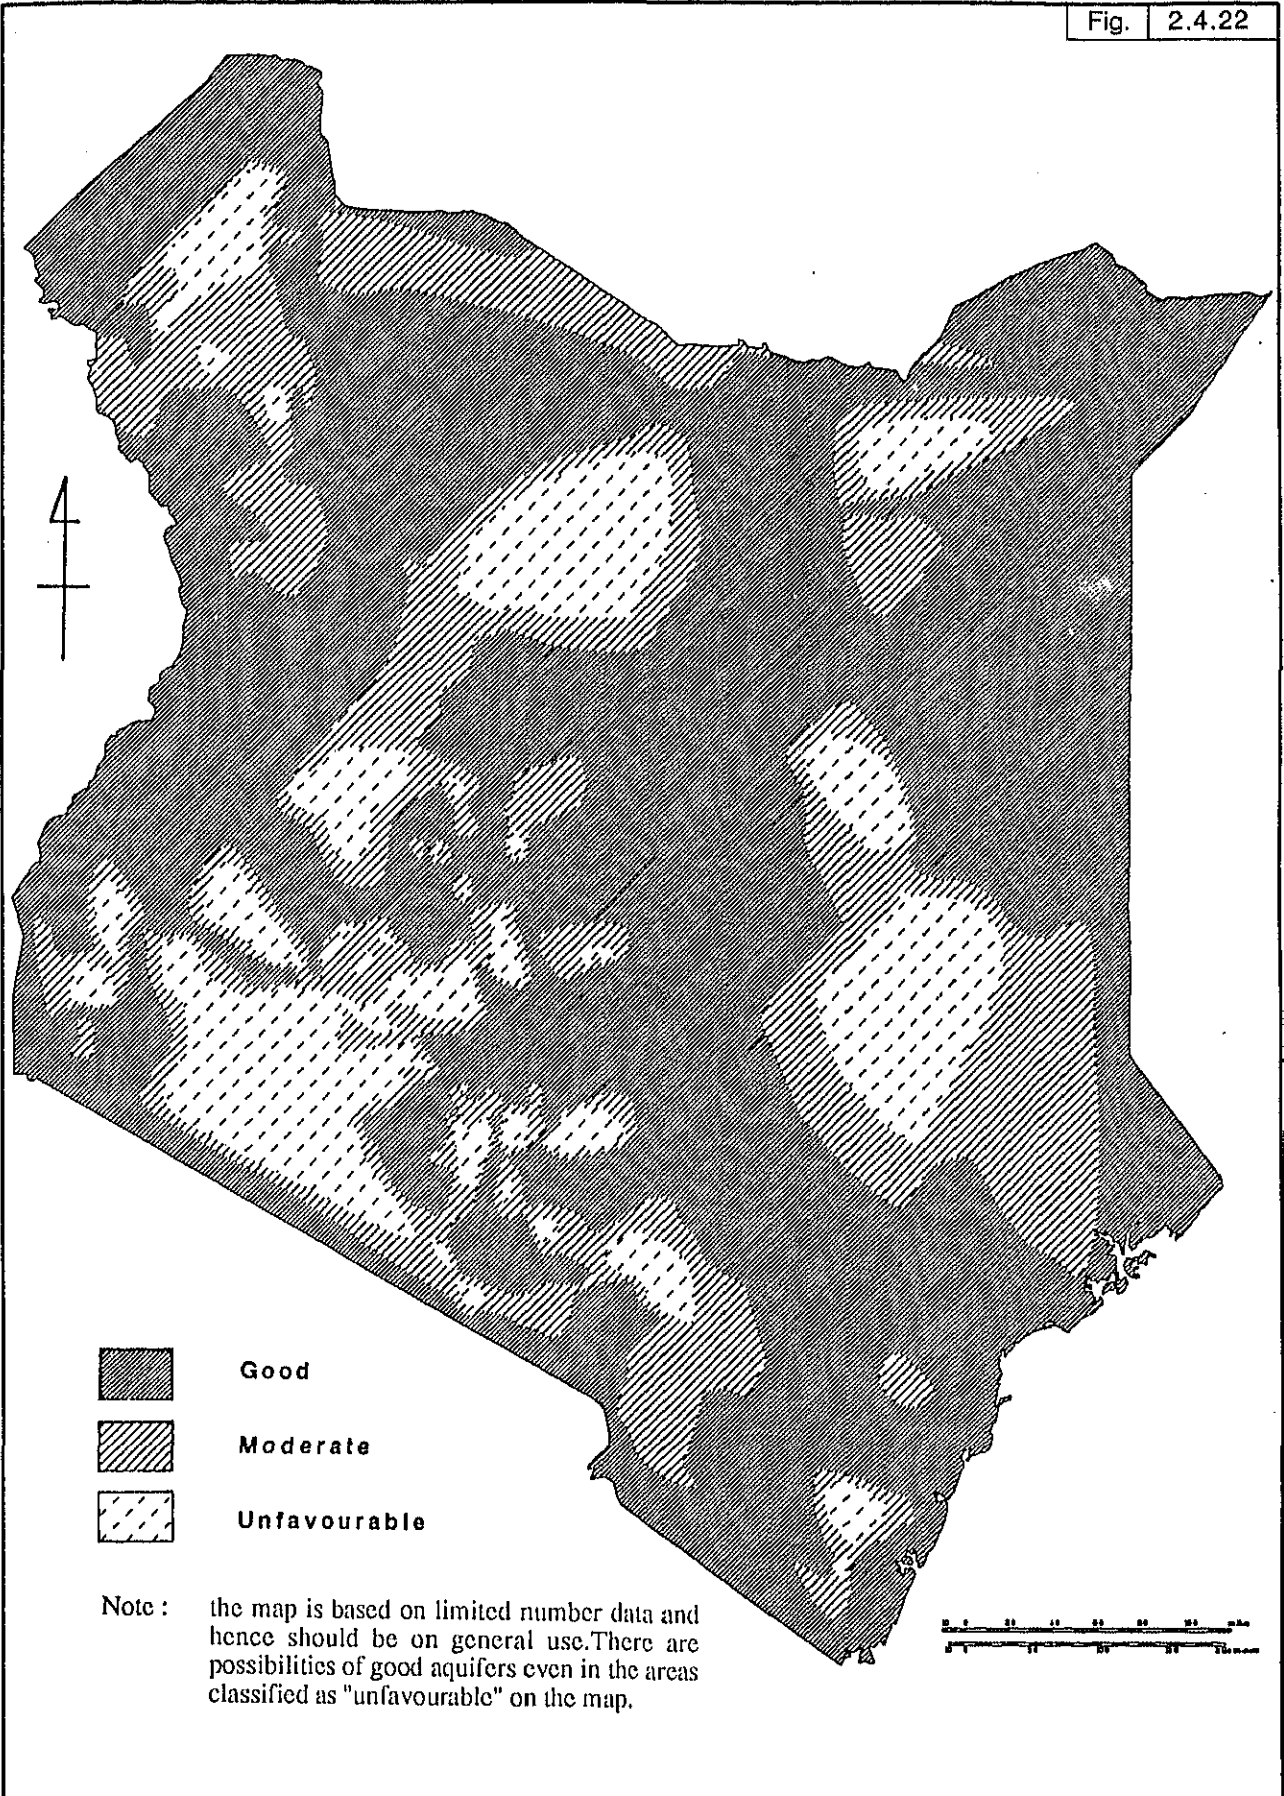 Fig. 2.4.22
Good
Moderate
Unfavourable
Note : the map is based on limited number data and
hence should be on general use.There are
possibilities of good aquifers even in the areas
classified as "unfavourable" on the map.